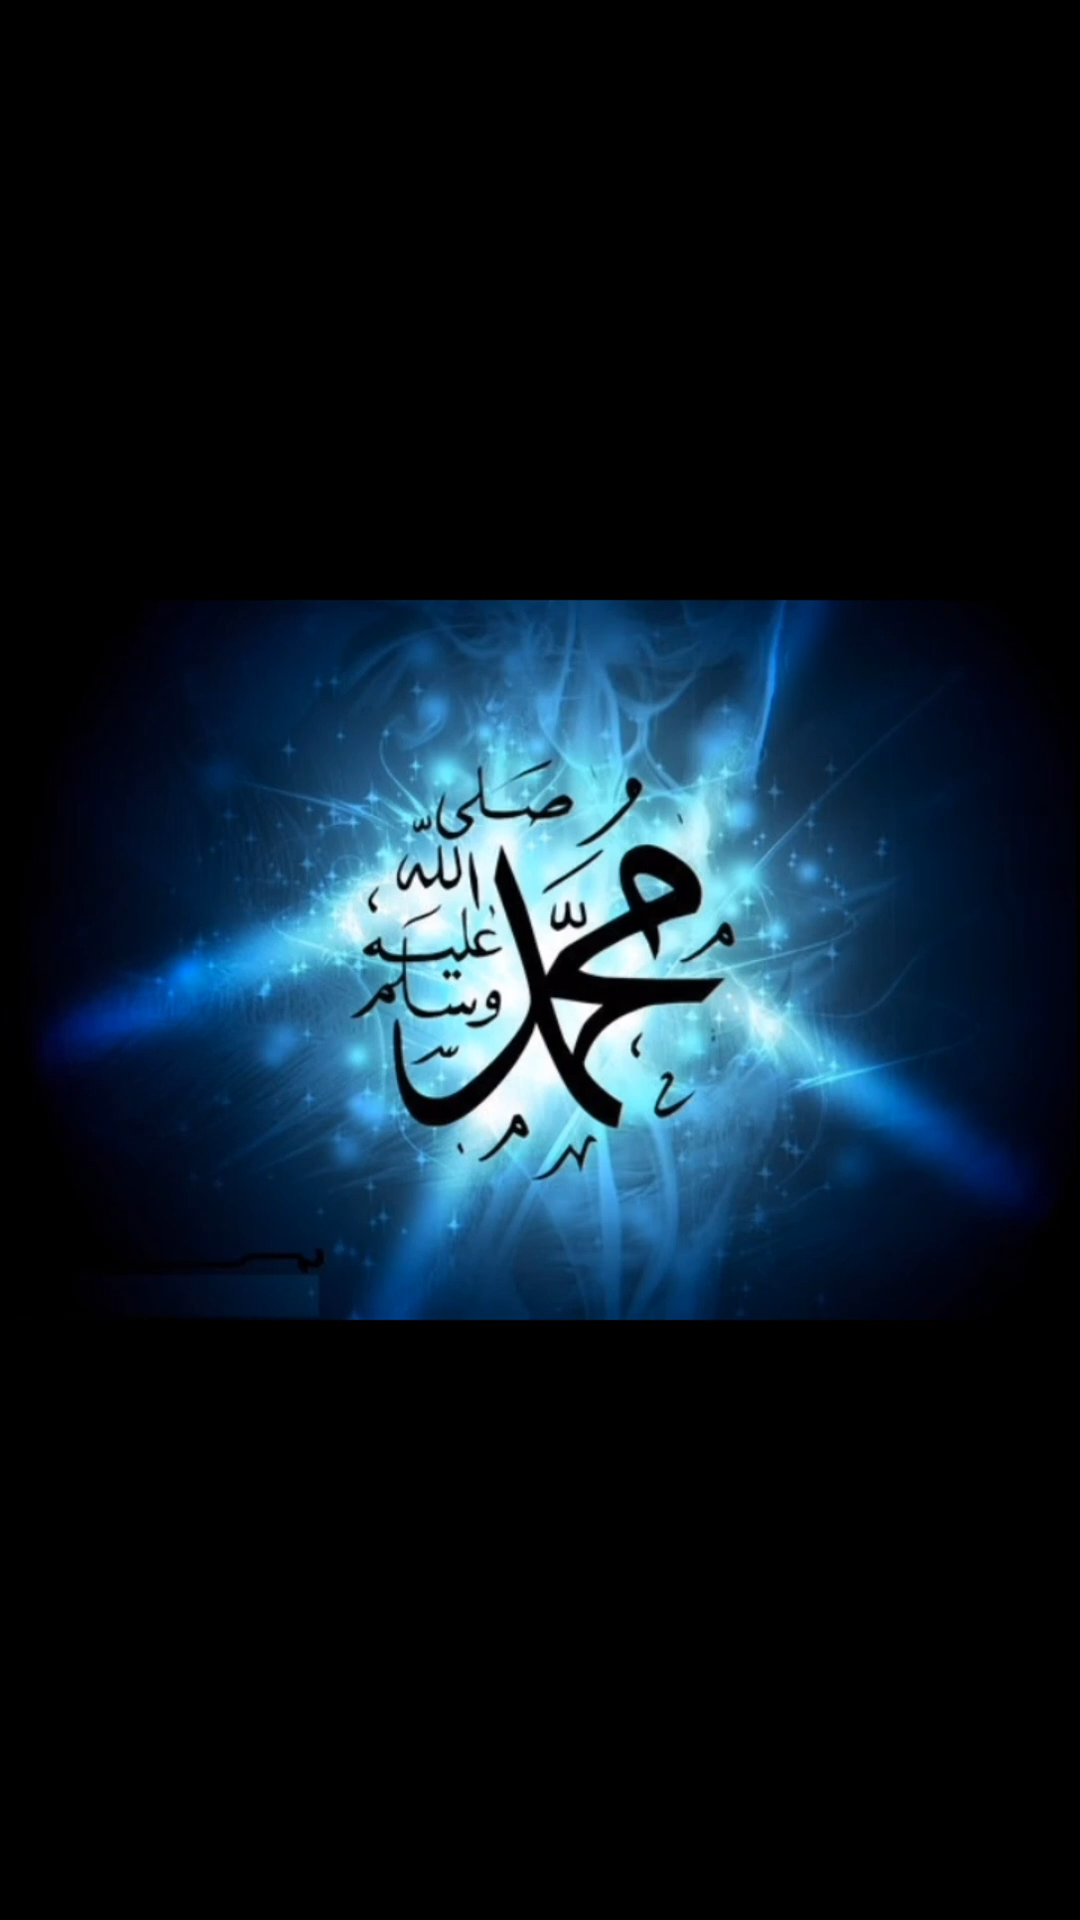 محمد
صلى
الله
عليه
وسلم